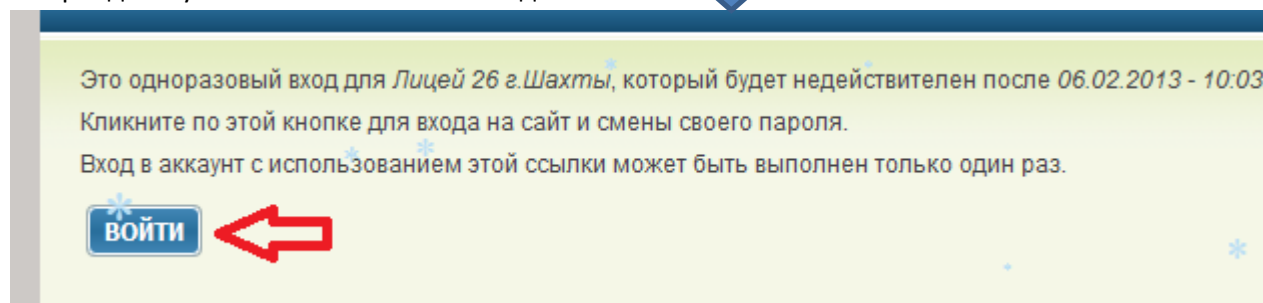 Это одноразовый вход для Лицей 26 г.Шахты, который будет недействителен после 06.02.2013 - 10:03
Кликните по этой кнопке для входа на сайт и смены своего пароля.
Вход в аккаунт с использованием этой ссылки может быть выполнен только один раз.
ВОЙТИ